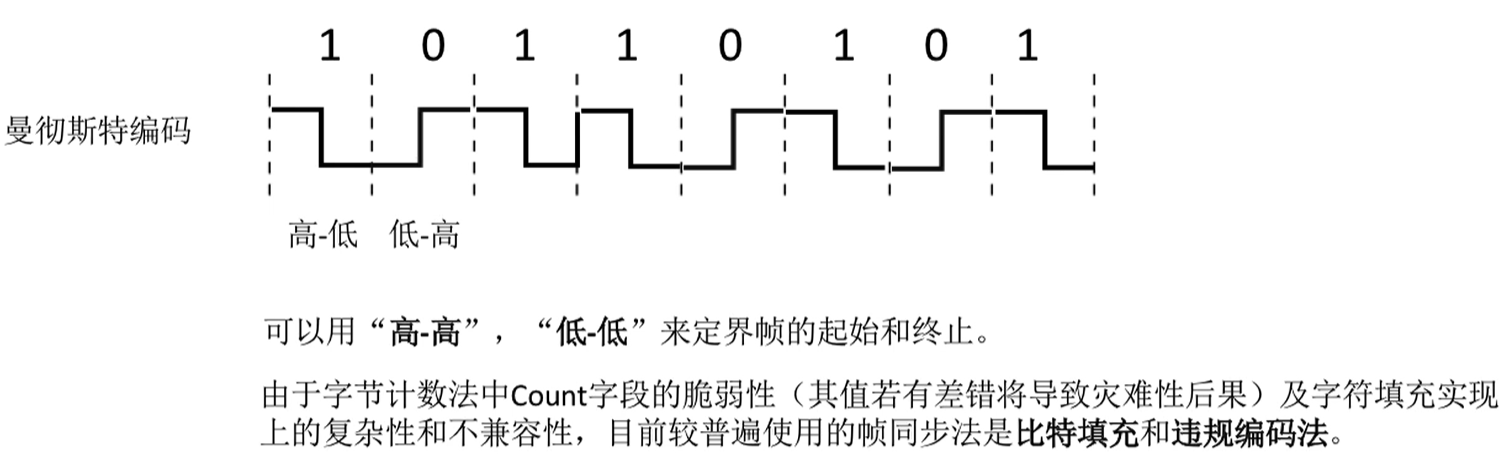 1 0 1 1 0 1 0 1
曼彻斯特编码
高-低 低-高
可以用“高-高”，“低-低”来定界帧的起始和终止。
由于字节计数法中Count字段的脆弱性（其值若有差错将导致灾难性后果）及字符填充实现
上的复杂性和不兼容性，目前较普遍使用的帧同步法是比特填充和违规编码法。